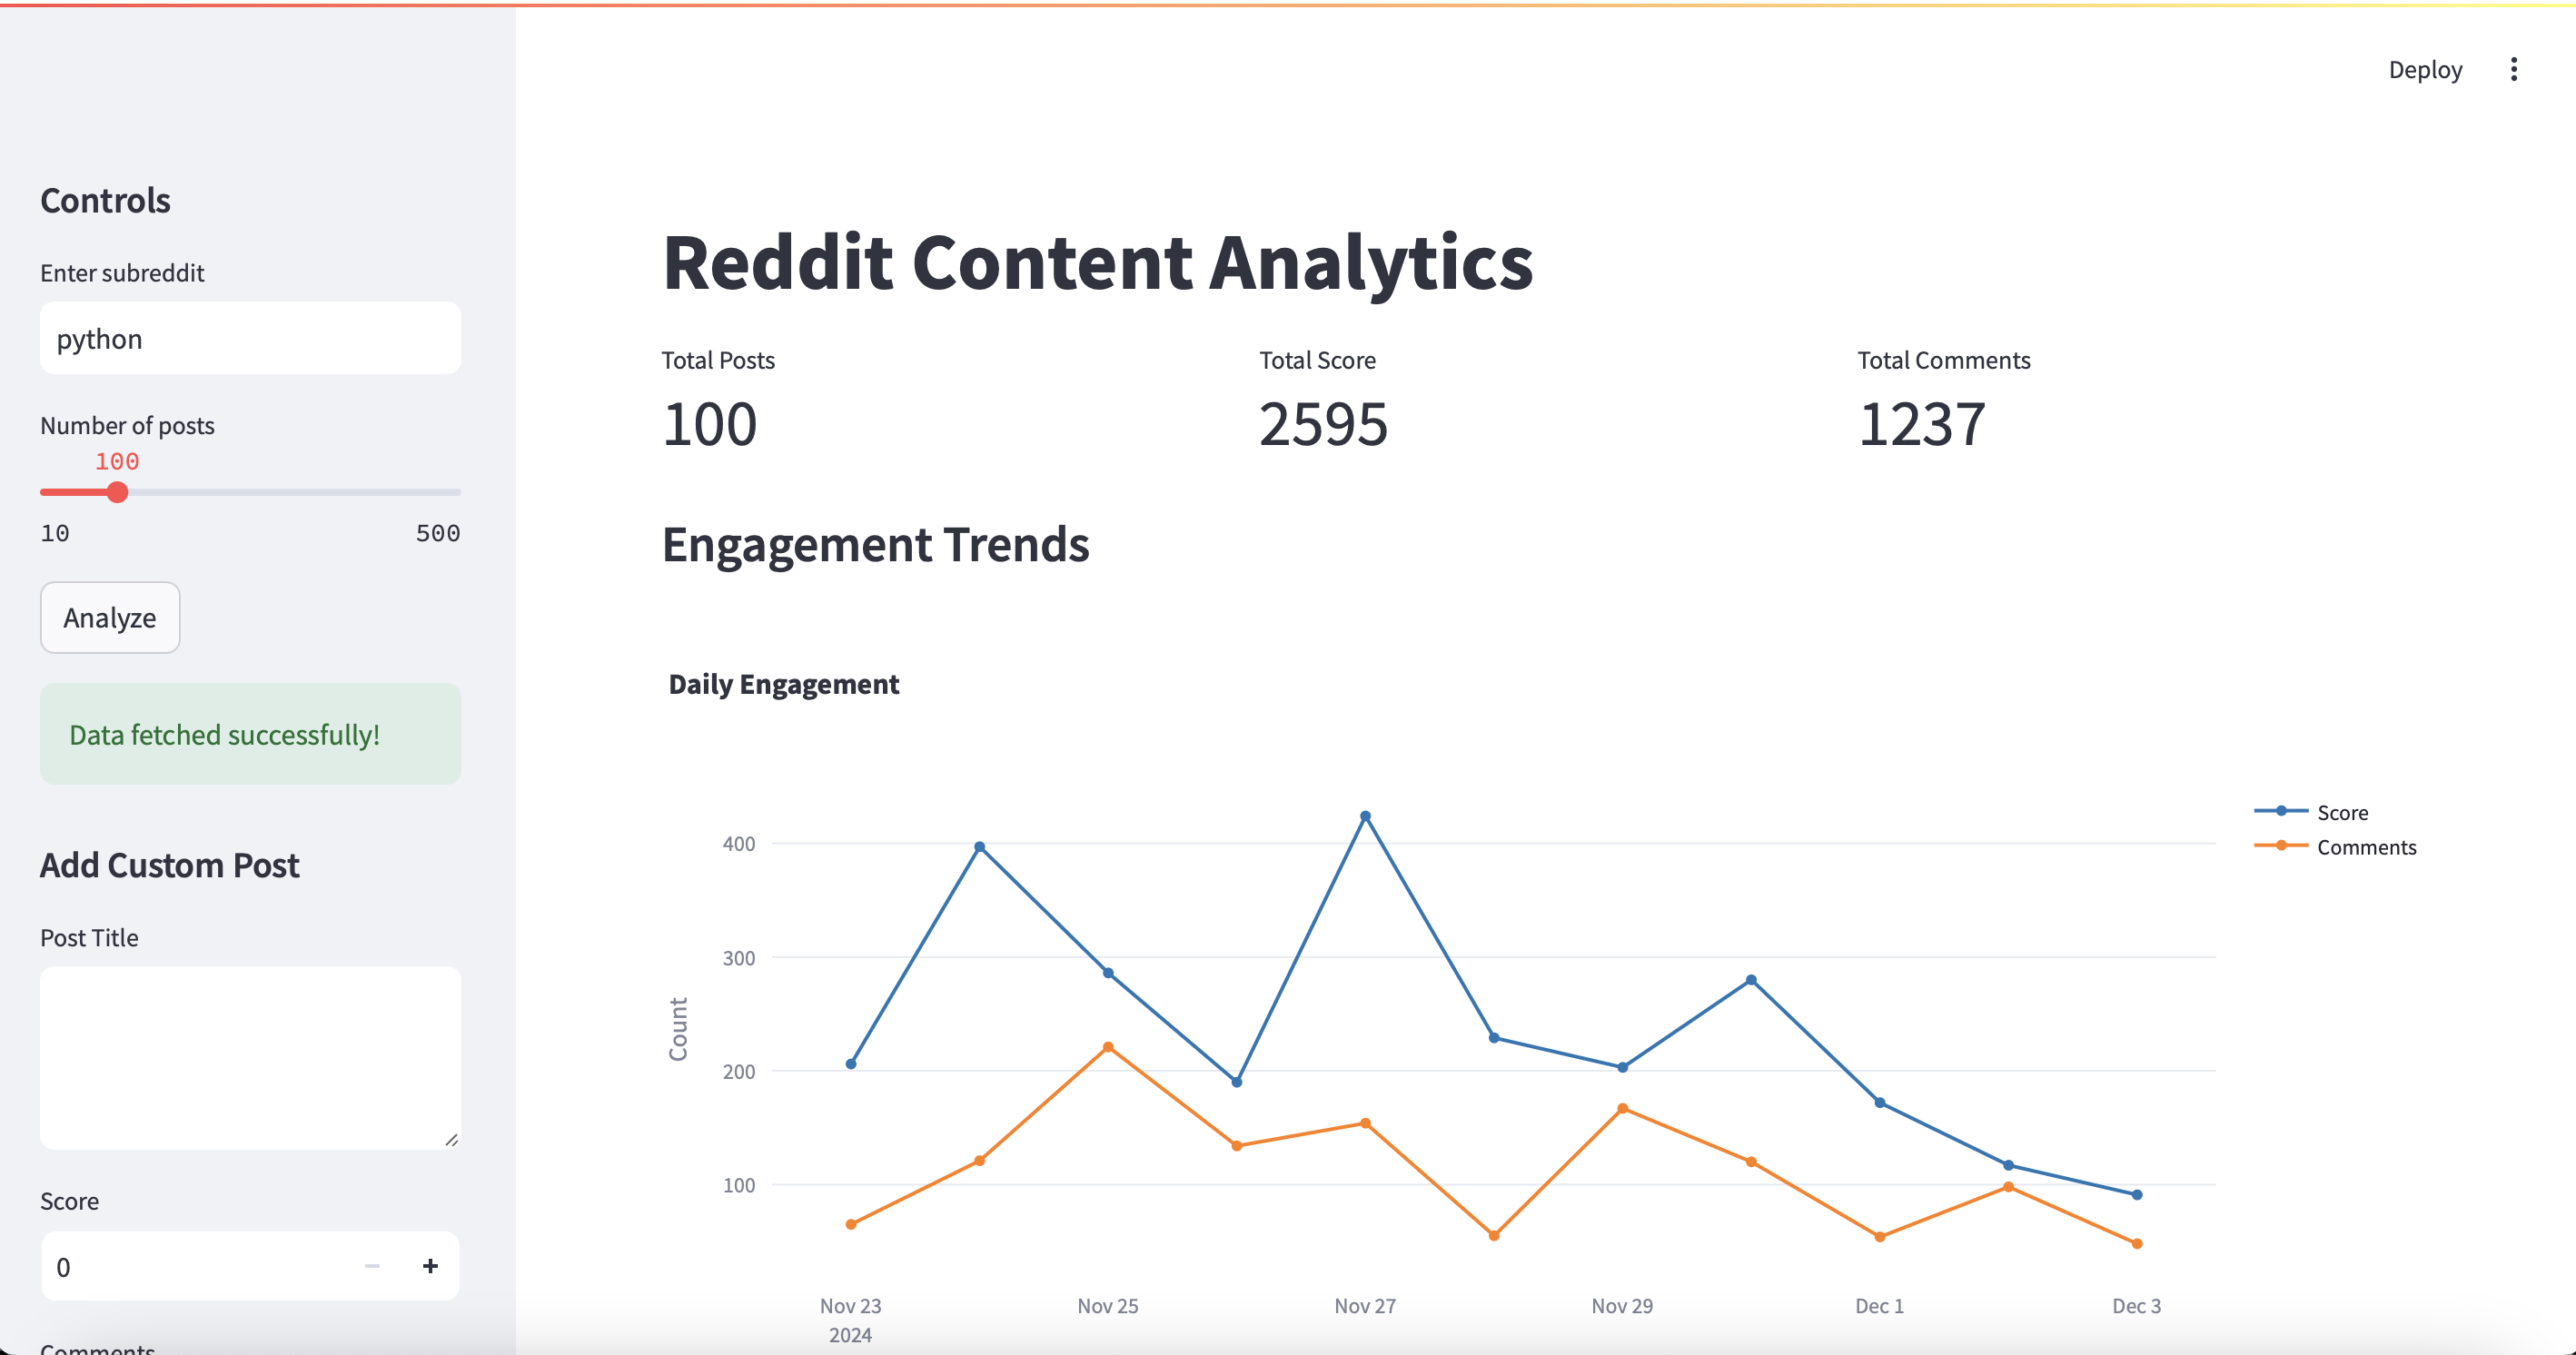 Deploy
Controls
Enter subreddit
python
Number of posts
100
10 500
Analyze
Data fetched successfully!
Add Custom Post
Post Title
Score
0
Comments
Reddit Content Analytics
Total Posts Total Score Total Comments
100 2595 1237
Engagement Trends
Daily Engagement
Score
Comments
400
300
200
100
Count
Nov 23 Nov 25 Nov 27 Nov 29 Dec 1 Dec 3
2024